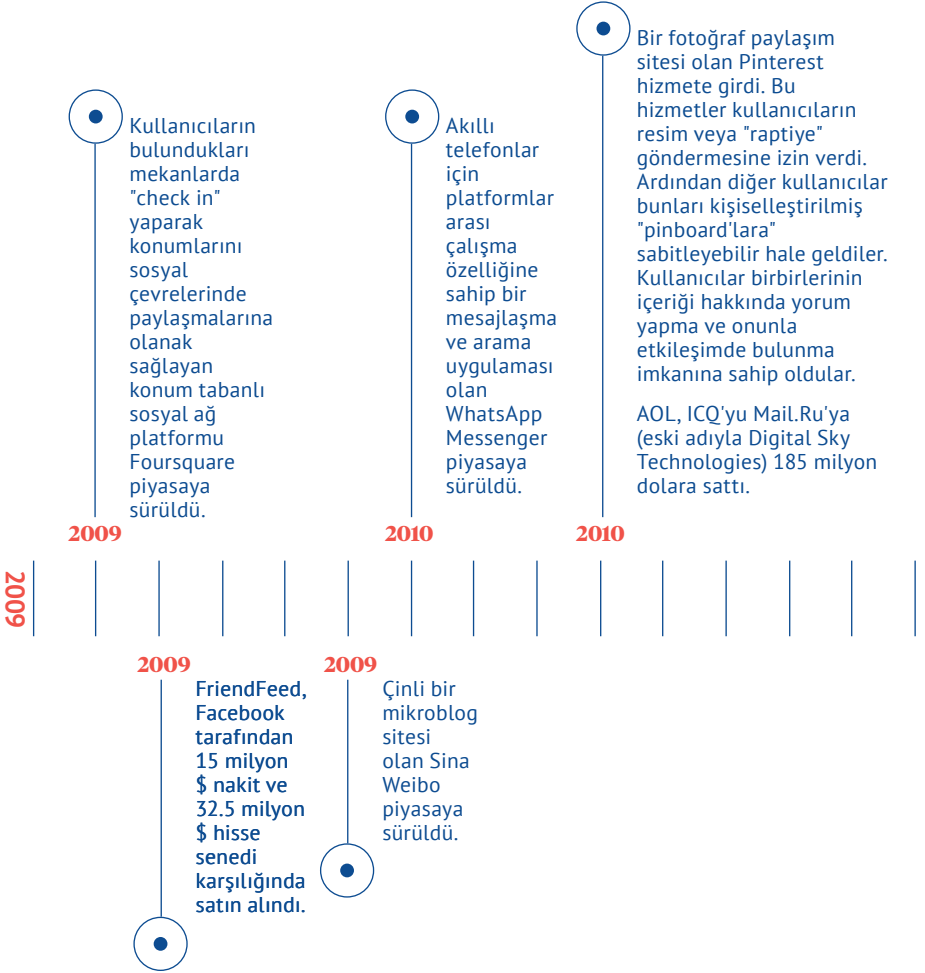 Kullanıcıların
bulundukları
mekanlarda
"check in"
yaparak
konumlarını
sosyal
çevrelerinde
paylaşmalarına
olanak
sağlayan
konum tabanlı
sosyal ağ
platformu
Foursquare
piyasaya
sürüldü.
2009
Akıllı
telefonlar
için
platformlar
arası
çalışma
özelliğine
sahip bir
mesajlaşma
ve arama
uygulaması
olan
WhatsApp
Messenger
piyasaya
sürüldü.
2010
Bir fotoğraf paylaşım
sitesi olan Pinterest
hizmete girdi. Bu
hizmetler kullanıcıların
resim veya "raptiye"
göndermesine izin verdi.
Ardından diğer kullanıcılar
bunları kişiselleştirilmiş
"pinboard'lara"
sabitleyebilir hale geldiler.
Kullanıcılar birbirlerinin
içeriği hakkında yorum
yapma ve onunla
etkileşimde bulunma
imkanına sahip oldular.
AOL, ICQ'yu Mail.Ru'ya
(eski adıyla Digital Sky
Technologies) 185 milyon
dolara sattı.
2010
2009
2009
FriendFeed,
Facebook
tarafından
15 milyon
$ nakit ve
32.5 milyon
$ hisse
senedi
karşılığında
satın alındı.
2009
Çinli bir
mikroblog
sitesi
olan Sina
Weibo
piyasaya
sürüldü.